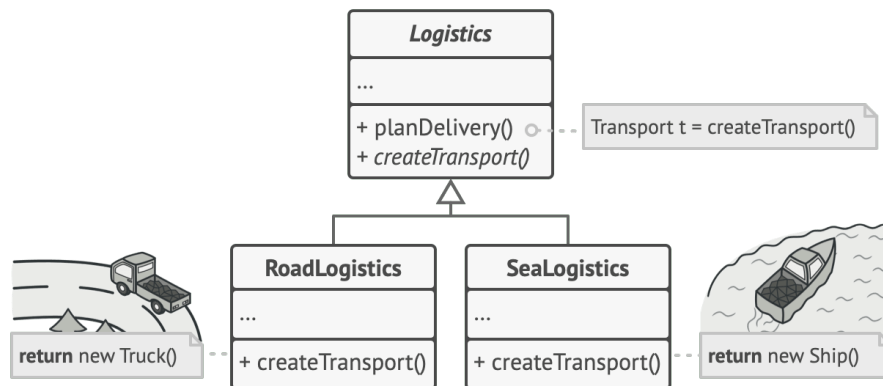 Logistics
...
+ planDelivery()
+ createTransport()
Transport t = createTransport()
RoadLogistics
...
+ createTransport()
SeaLogistics
...
+ createTransport()
return new Truck()
return new Ship()